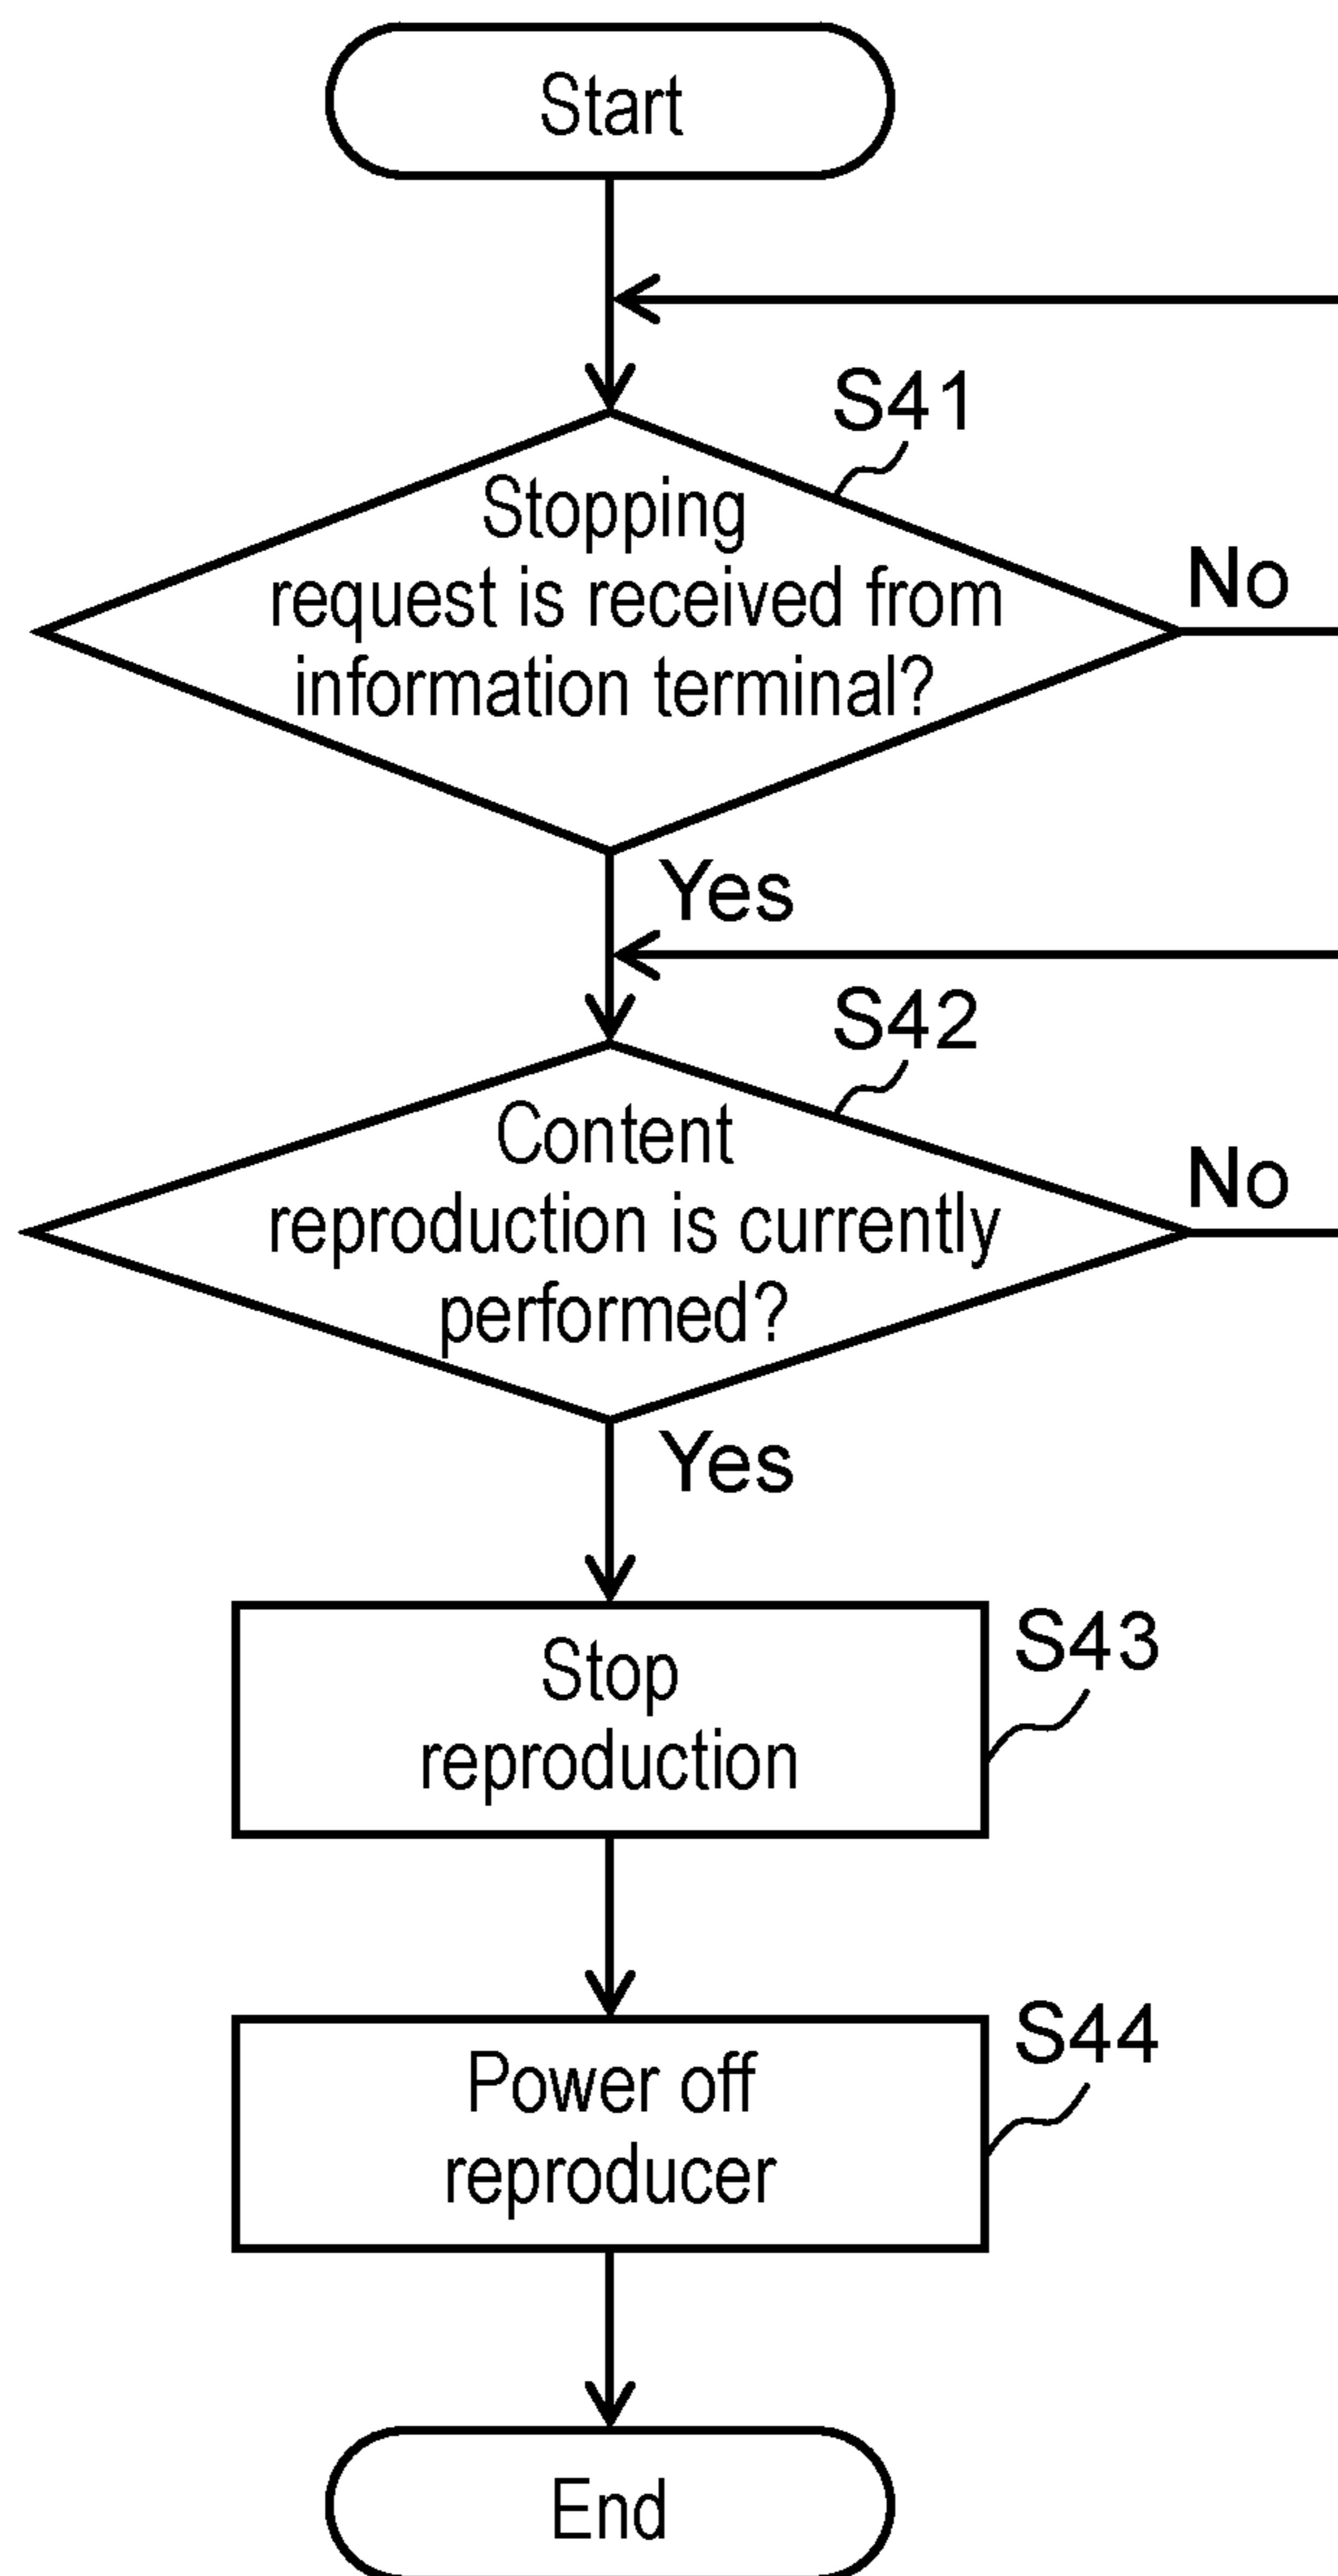 Start
S41
Stopping
request is received from
information terminal?
No
Yes
S42
Content
reproduction is currently
performed?
No
Yes
Stop
reproduction
S43
Power off
reproducer
S44
End